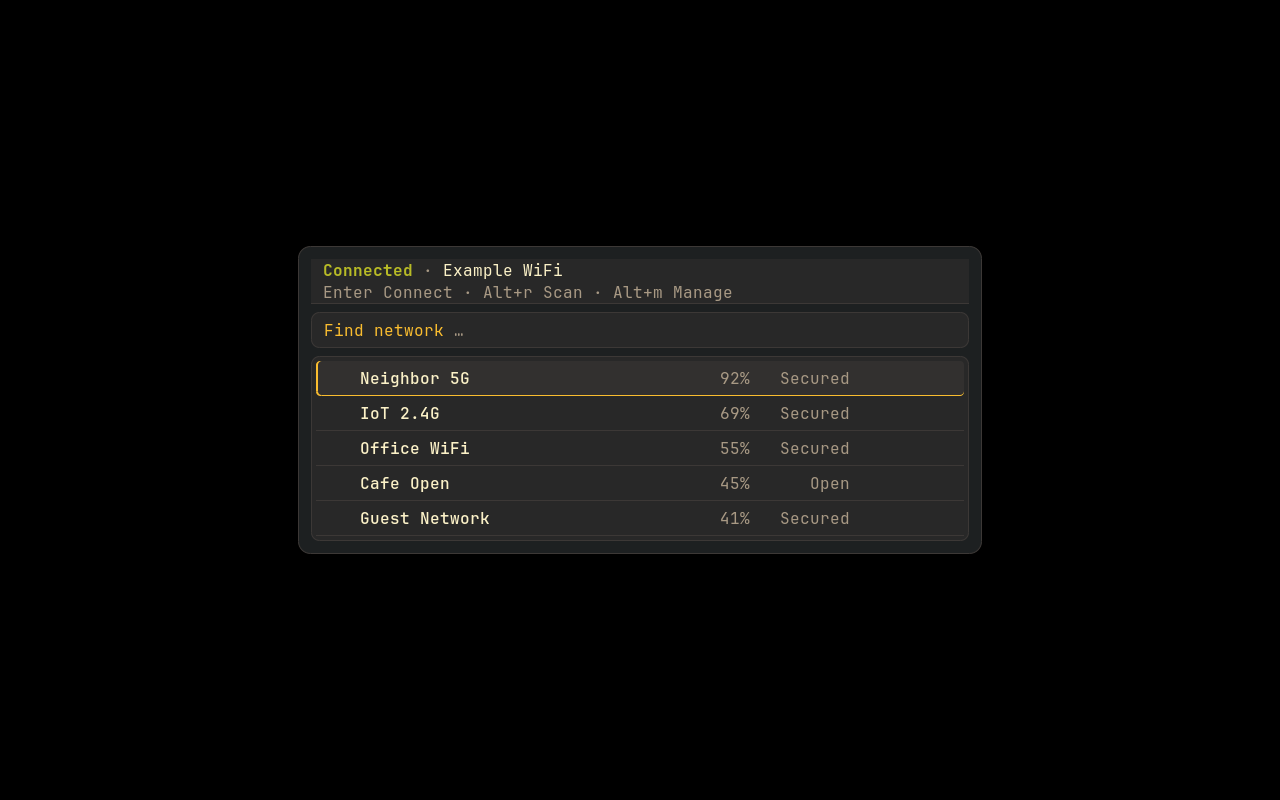 Connected · Example WiFi
Enter Connect · Alt+r Scan · Alt+m Manage
Find network …
Neighbor 5G 92% Secured
IoT 2.4G 69% Secured
Office WiFi 55% Secured
Cafe Open 45% Open
Guest Network 41% Secured